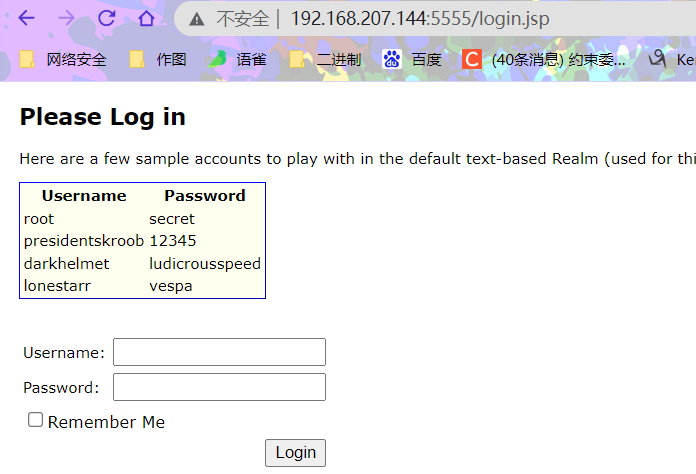 不安全 | 192.168.207.144:5555/login.jsp
网络安全 作图 语雀 二进制 百度 C (40条消息) 约束委... Ke
Please Log in
Here are a few sample accounts to play with in the default text-based Realm (used for thi
Username Password
root secret
presidentskroob 12345
darkhelmet ludicrousspeed
lonestarr vespa
Username:
Password:
Remember Me
Login